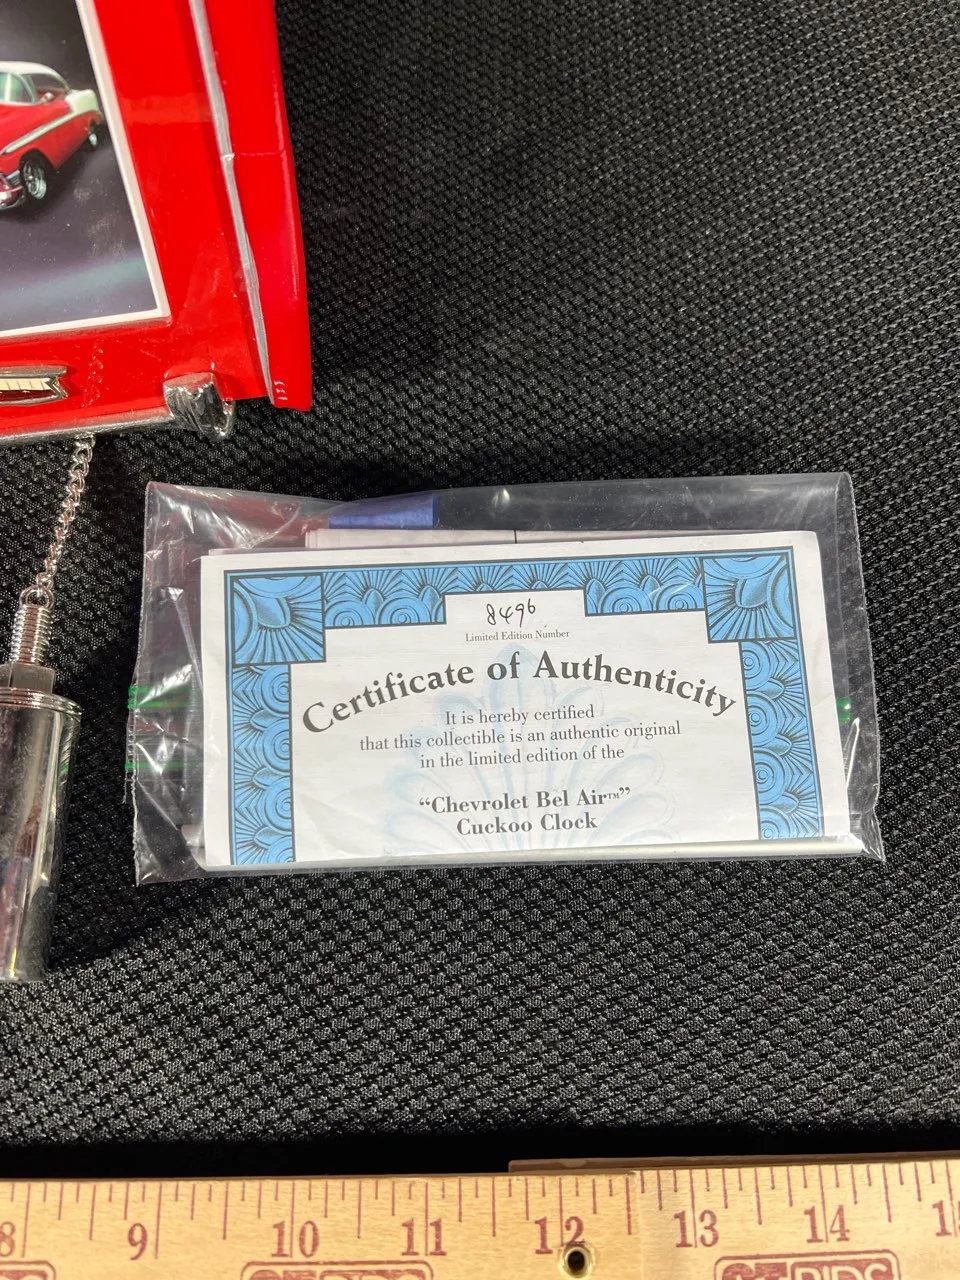 8496
Limited Edition Number
Certificate of Authenticity
It is hereby certified
that this collectible is an authentic original
in the limited edition of the
“Chevrolet Bel Air™”
Cuckoo Clock
8 9 10 11 12 13 14